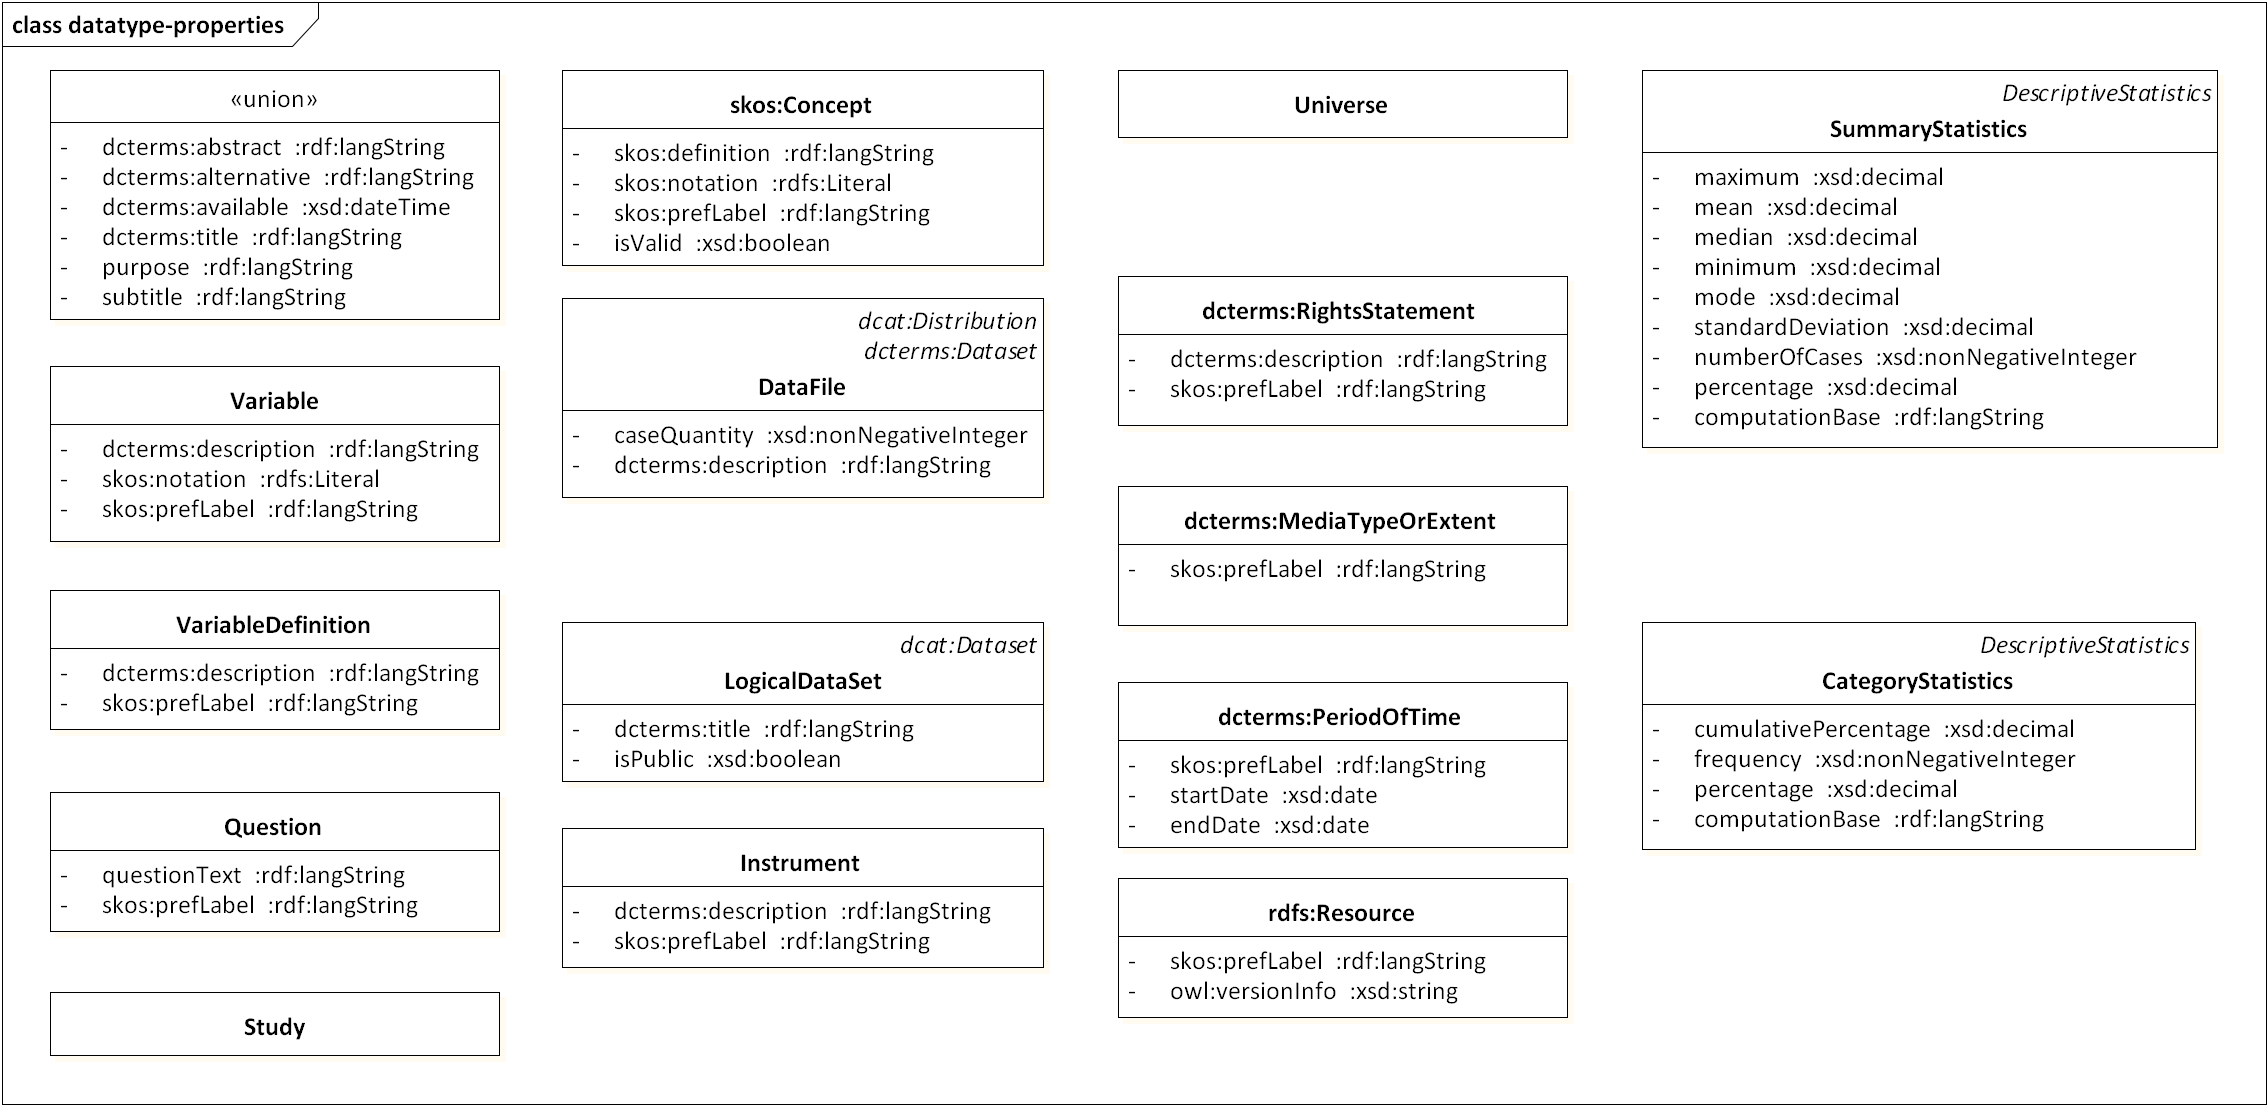 class datatype-properties
«union»
- dcterms:abstract :rdf:langString
- dcterms:alternative :rdf:langString
- dcterms:available :xsd:dateTime
- dcterms:title :rdf:langString
- purpose :rdf:langString
- subtitle :rdf:langString
Variable
- dcterms:description :rdf:langString
- skos:notation :rdfs:Literal
- skos:prefLabel :rdf:langString
VariableDefinition
- dcterms:description :rdf:langString
- skos:prefLabel :rdf:langString
Question
- questionText :rdf:langString
- skos:prefLabel :rdf:langString
Study
skos:Concept
- skos:definition :rdf:langString
- skos:notation :rdfs:Literal
- skos:prefLabel :rdf:langString
- isValid :xsd:boolean
dcat:Distribution
dcterms:Dataset
DataFile
- caseQuantity :xsd:nonNegativeInteger
- dcterms:description :rdf:langString
dcat:Dataset
LogicalDataSet
- dcterms:title :rdf:langString
- isPublic :xsd:boolean
Instrument
- dcterms:description :rdf:langString
- skos:prefLabel :rdf:langString
Universe
dcterms:RightsStatement
- dcterms:description :rdf:langString
- skos:prefLabel :rdf:langString
dcterms:MediaTypeOrExtent
- skos:prefLabel :rdf:langString
dcterms:PeriodOfTime
- skos:prefLabel :rdf:langString
- startDate :xsd:date
- endDate :xsd:date
rdfs:Resource
- skos:prefLabel :rdf:langString
- owl:versionInfo :xsd:string
DescriptiveStatistics
SummaryStatistics
- maximum :xsd:decimal
- mean :xsd:decimal
- median :xsd:decimal
- minimum :xsd:decimal
- mode :xsd:decimal
- standardDeviation :xsd:decimal
- numberOfCases :xsd:nonNegativeInteger
- percentage :xsd:decimal
- computationBase :rdf:langString
DescriptiveStatistics
CategoryStatistics
- cumulativePercentage :xsd:decimal
- frequency :xsd:nonNegativeInteger
- percentage :xsd:decimal
- computationBase :rdf:langString